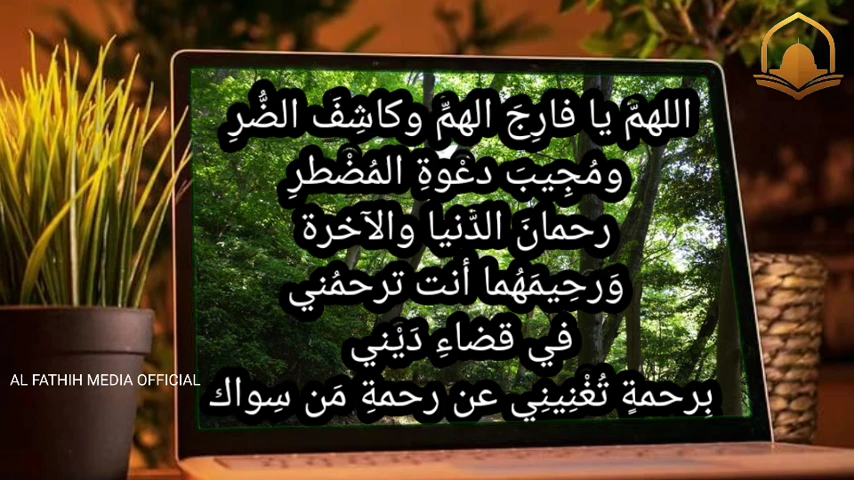 اللهمَّ يا فارِجَ الهمِّ وكاشِفَ الضُّرِ
ومُجِيبَ دعْوةِ المُضْطرِ
رحمانَ الدّنيا والآخرة
وَرحِيمَهُما أنت ترحمُني
في قضاءِ دَيْني
بِرحمةٍ تُغْنِينِي عن رحمةِ مَن سِواك
AL FATHIH MEDIA OFFICIAL